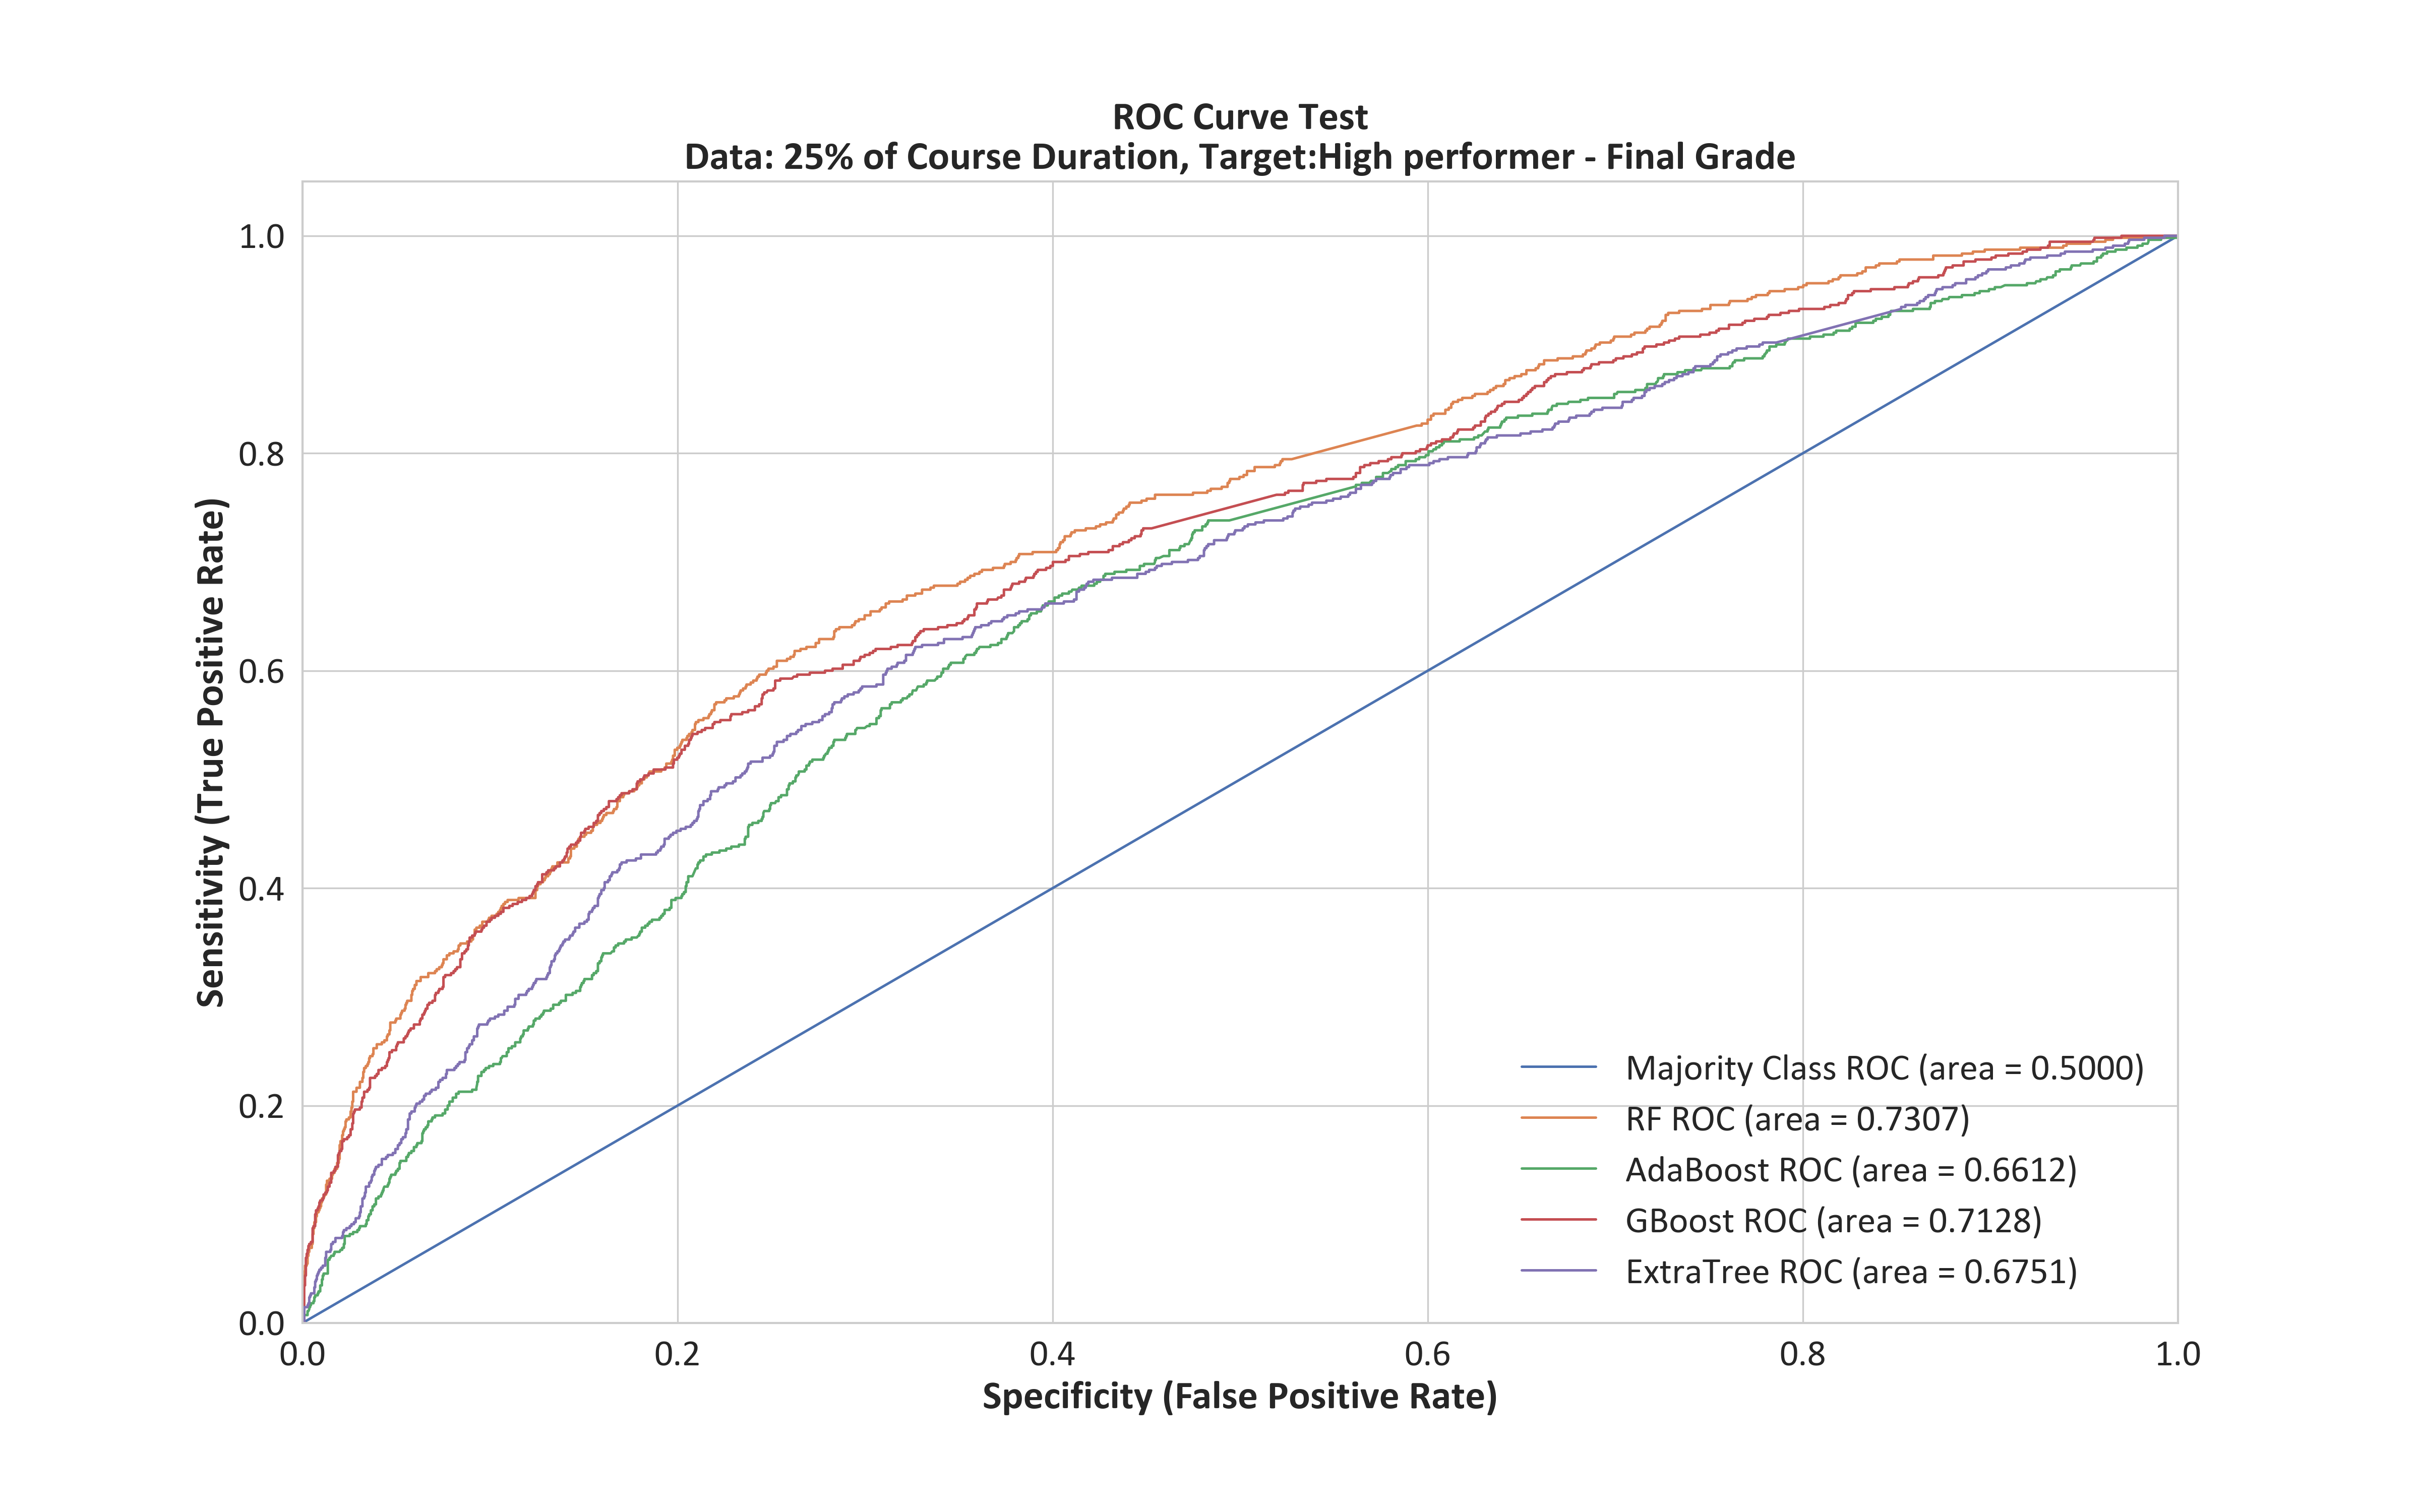 ROC Curve Test
Data: 25% of Course Duration, Target:High performer - Final Grade
Sensitivity (True Positive Rate)
1.0
0.8
0.6
0.4
0.2
0.0
Majority Class ROC (area = 0.5000)
RF ROC (area = 0.7307)
AdaBoost ROC (area = 0.6612)
GBoost ROC (area = 0.7128)
ExtraTree ROC (area = 0.6751)
0.0 0.2 0.4 0.6 0.8 1.0
Specificity (False Positive Rate)